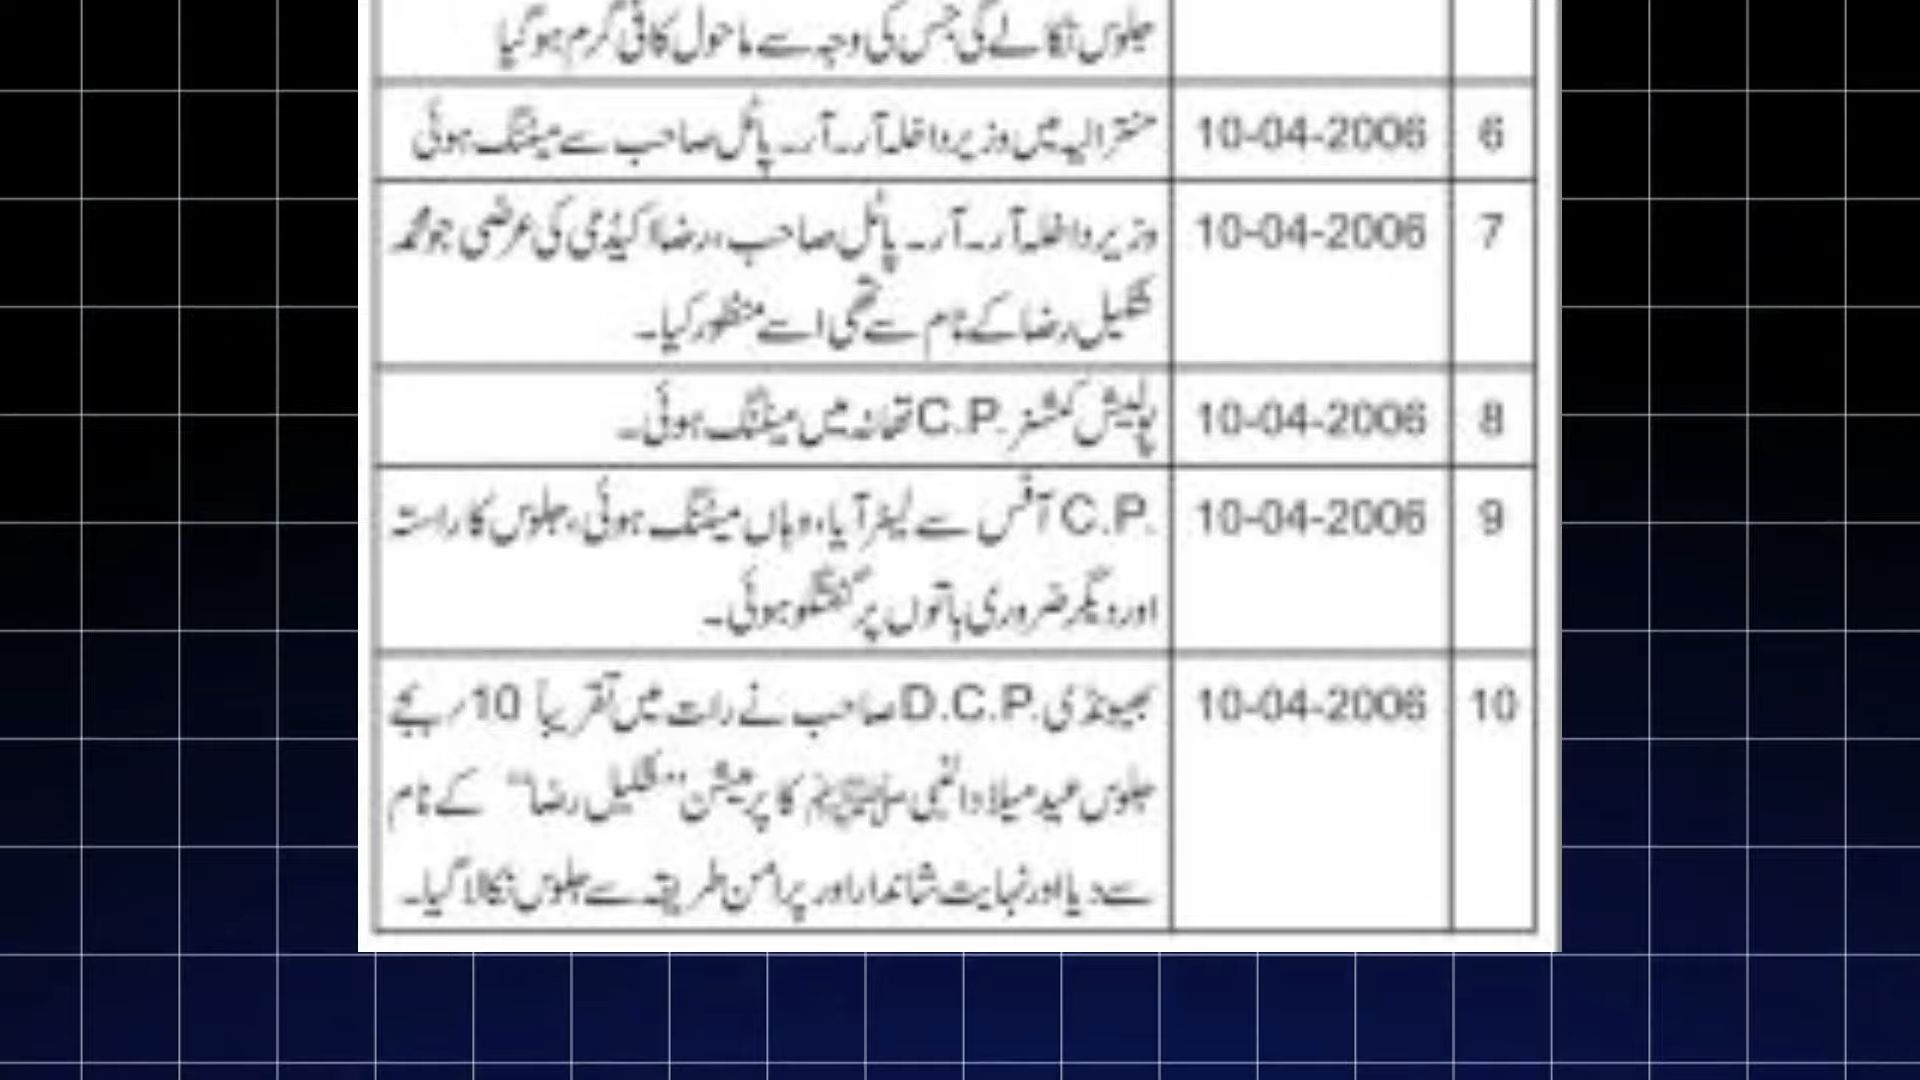 جلوس نکالے گی جس کی وجہ سے ماحول کافی گرم ہو گیا
6 10-04-2006 منترالیہ میں وزیر داخلہ آر۔آر۔ پاٹل صاحب سے میٹنگ ہوئی
7 10-04-2006 وزیر داخلہ آر۔آر۔ پاٹل صاحب، رضا اکیڈمی کی عرضی جو محمد
شکیل رضا کے نام سے تھی اسے منظور کیا۔
8 10-04-2006 پولیس کمشنر .C.P تھانہ میں میٹنگ ہوئی۔
9 10-04-2006 .C.P آفس سے لیٹر آیا، وہاں میٹنگ ہوئی، جلوس کا راستہ
اور دیگر ضروری باتوں پر گفتگو ہوئی۔
10 10-04-2006 بھیونڈی .D.C.P صاحب نے رات میں تقریباً 10 ؍بجے
جلوس عید میلاد النبی صلی اللہ علیہ وسلم کا پرمیشن ”شکیل رضا“ کے نام
سے دیا اور نہایت شاندار اور پرامن طریقہ سے جلوس نکالا گیا۔